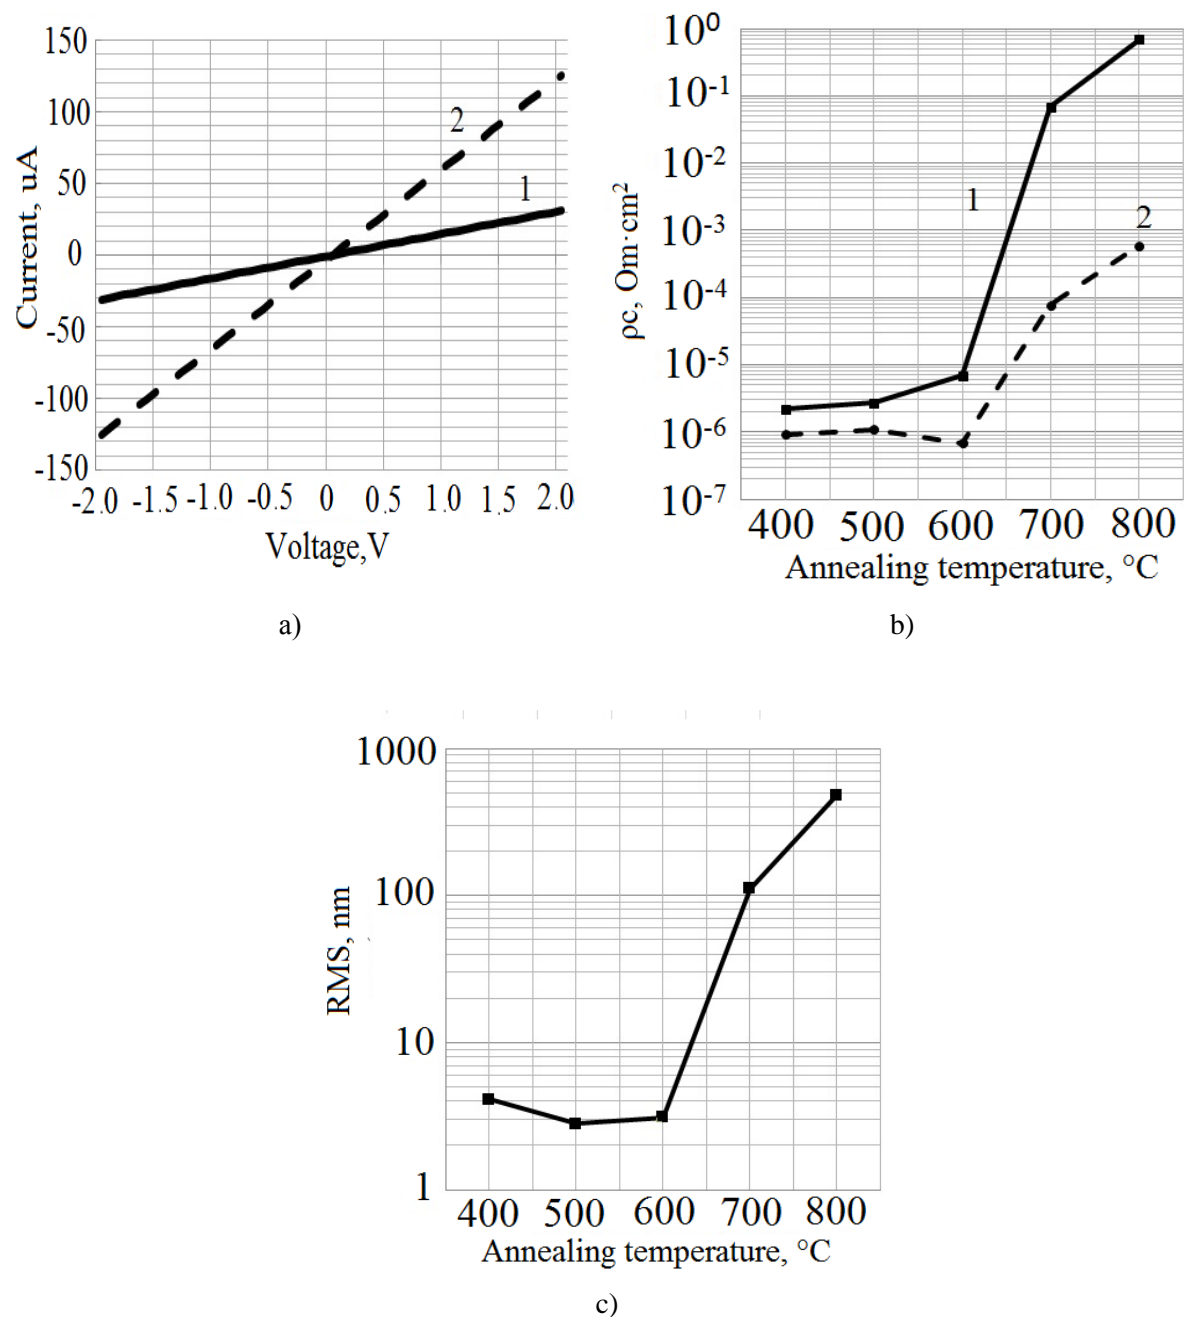 150
100
50
0
-50
-100
-150
Current, uA
2
1
-2.0 -1.5 -1.0 -0.5 0 0.5 1.0 1.5 2.0
Voltage,V
a)
10⁰
10⁻¹
10⁻²
10⁻³
10⁻⁴
10⁻⁵
10⁻⁶
10⁻⁷
ρc, Om·cm²
1
2
400 500 600 700 800
Annealing temperature, °C
b)
1000
100
10
1
RMS, nm
400 500 600 700 800
Annealing temperature, °C
c)